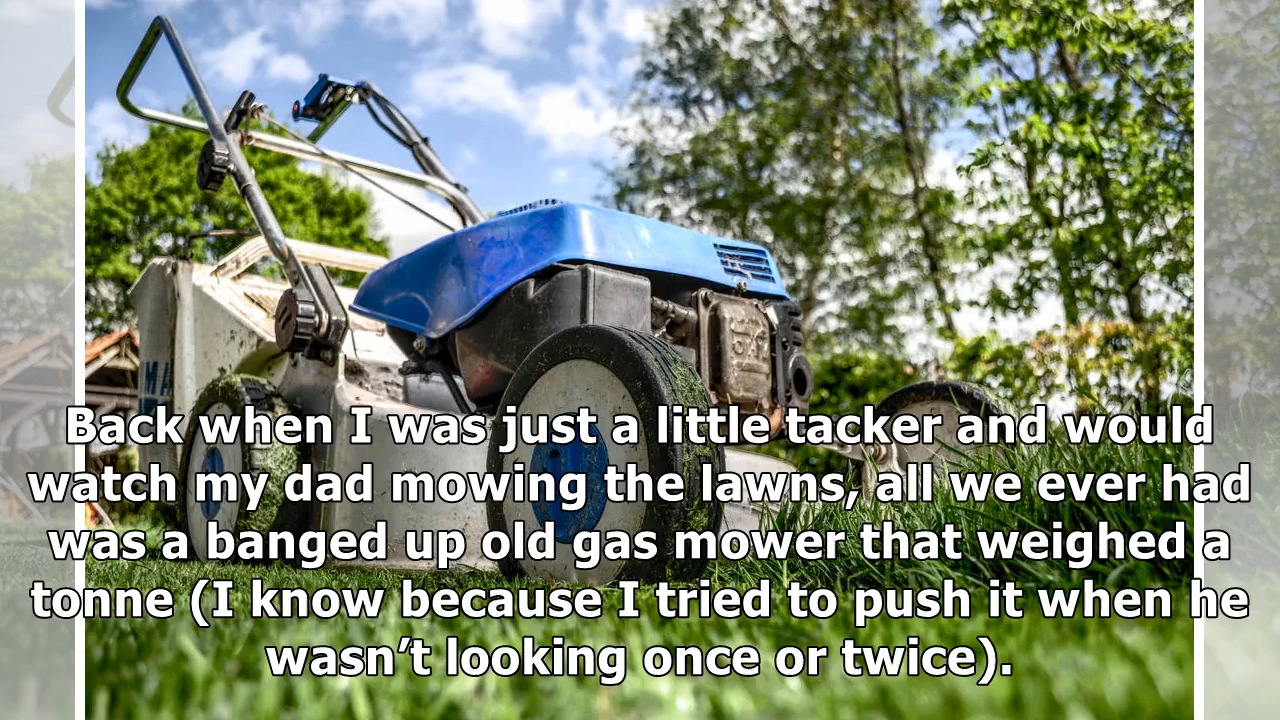 Back when I was just a little tacker and would
watch my dad mowing the lawns, all we ever had
was a banged up old gas mower that weighed a
tonne (I know because I tried to push it when he
wasn’t looking once or twice).